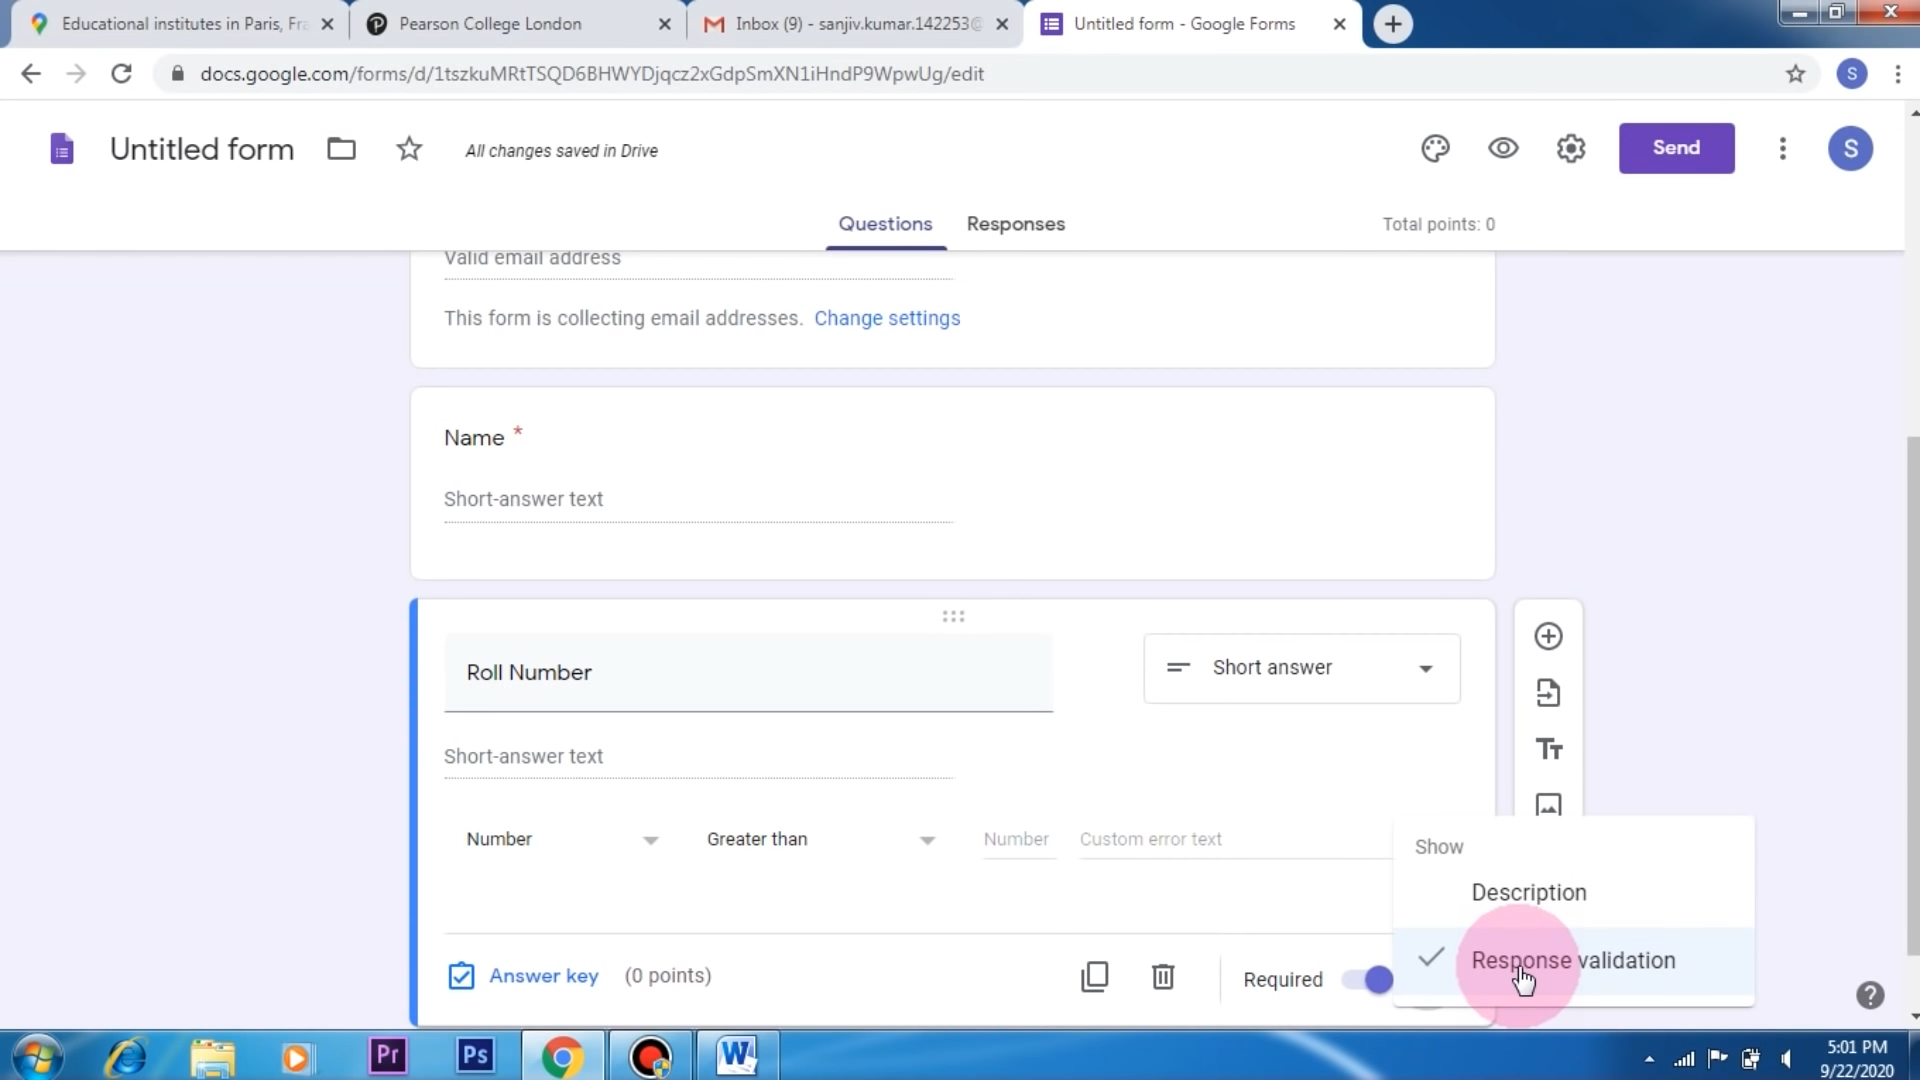 Educational institutes in Paris, Fra
Pearson College London
Inbox (9) - sanjiv.kumar.142253@
Untitled form - Google Forms
docs.google.com/forms/d/1tszkuMRtTSQD6BHWYDjqcz2xGdpSmXN1iHndP9WpwUg/edit
S
Untitled form
All changes saved in Drive
Send
S
Questions
Responses
Total points: 0
Valid email address
This form is collecting email addresses. Change settings
Name *
Short-answer text
Roll Number
Short answer
Short-answer text
Number
Greater than
Number
Custom error text
Show
Description
Response validation
Answer key
(0 points)
Required
Pr
Ps
W
5:01 PM
9/22/2020